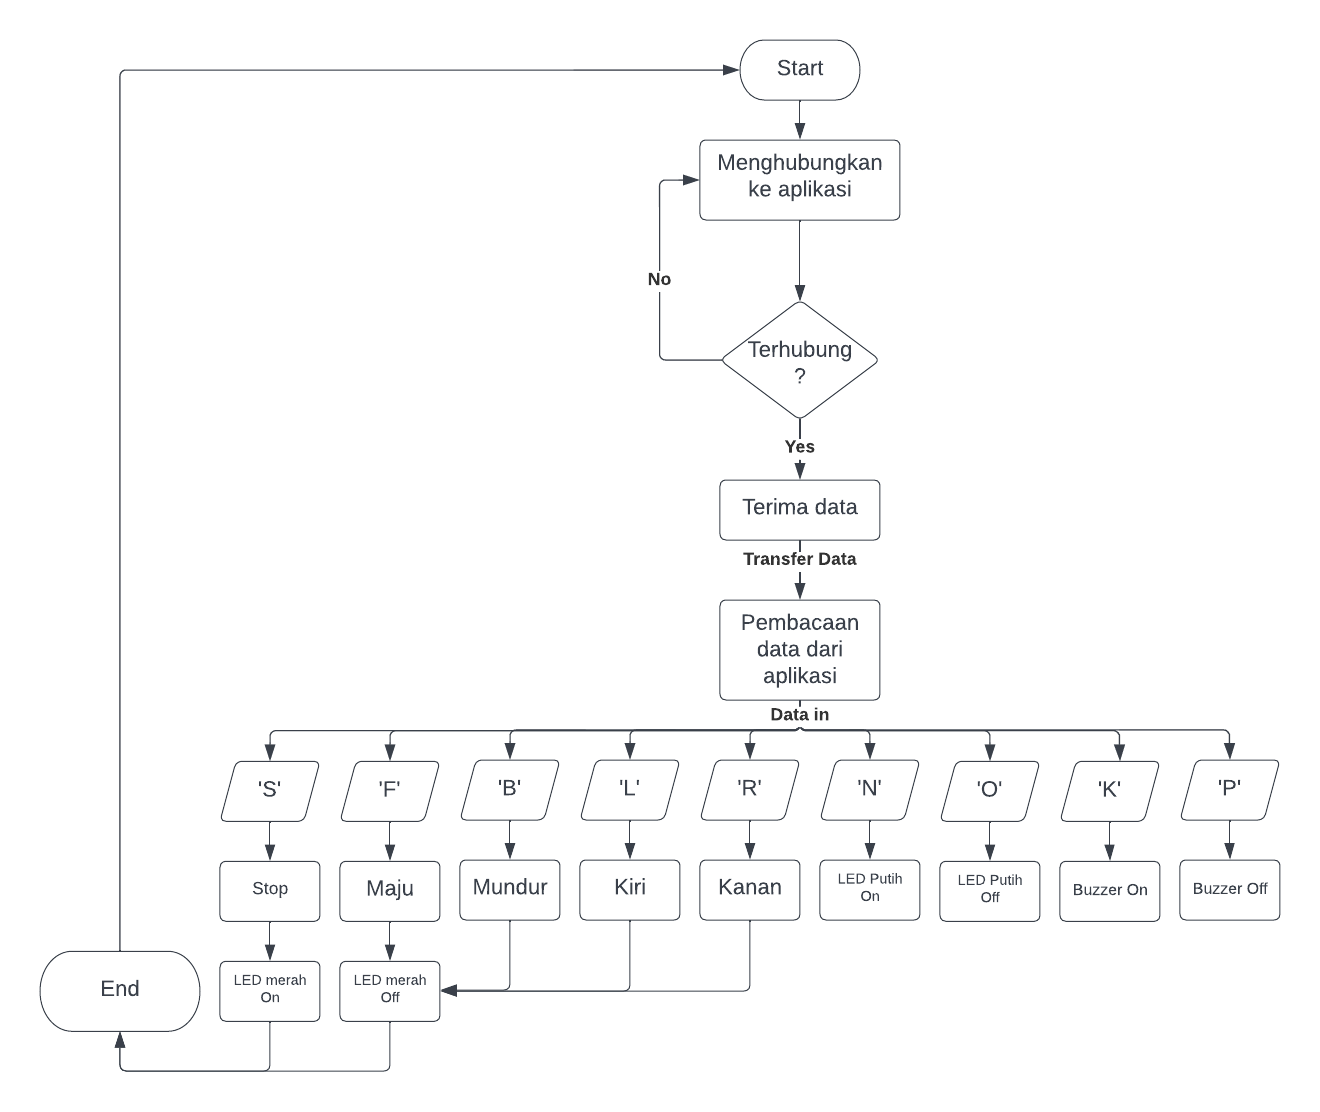 Start
Menghubungkan
ke aplikasi
No
Terhubung
?
Yes
Terima data
Transfer Data
Pembacaan
data dari
aplikasi
Data in
'S'
'F'
'B'
'L'
'R'
'N'
'O'
'K'
'P'
Stop
Maju
Mundur
Kiri
Kanan
LED Putih
On
LED Putih
Off
Buzzer On
Buzzer Off
End
LED merah
On
LED merah
Off